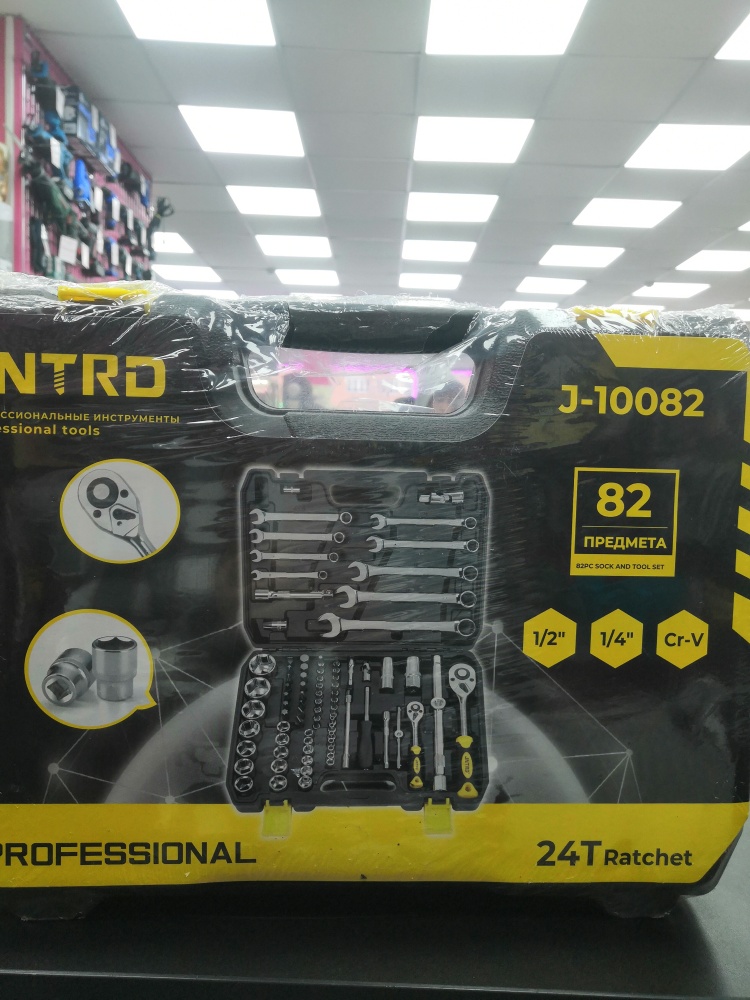 NTRD
ССИОНАЛЬНЫЕ ИНСТРУМЕНТЫ
essional tools
J-10082
82
ПРЕДМЕТА
82PC SOCK AND TOOL SET
1/2" 1/4" Cr-V
PROFESSIONAL
24T Ratchet